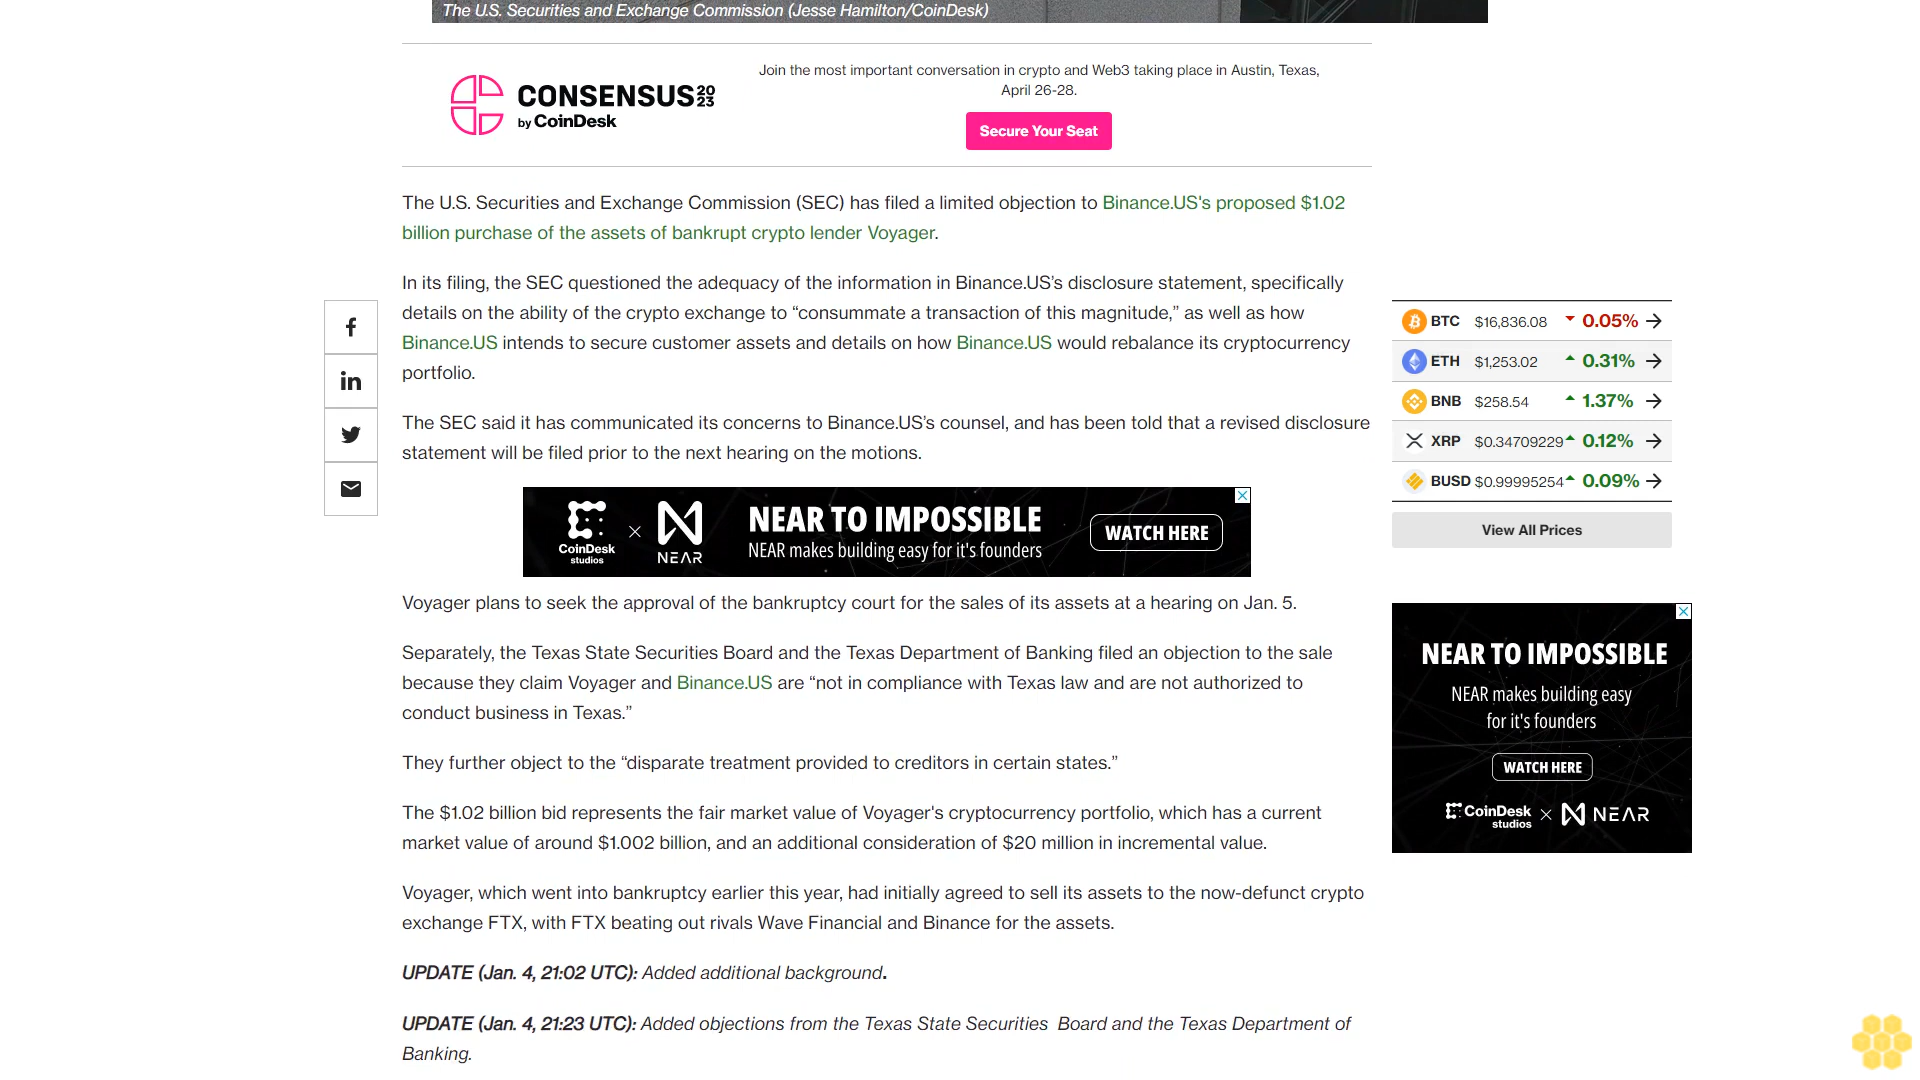 The U.S. Securities and Exchange Commission (Jesse Hamilton/CoinDesk)
CONSENSUS 20
23
by CoinDesk
Join the most important conversation in crypto and Web3 taking place in Austin, Texas,
April 26-28.
Secure Your Seat
The U.S. Securities and Exchange Commission (SEC) has filed a limited objection to Binance.US's proposed $1.02
billion purchase of the assets of bankrupt crypto lender Voyager.
In its filing, the SEC questioned the adequacy of the information in Binance.US’s disclosure statement, specifically
details on the ability of the crypto exchange to “consummate a transaction of this magnitude,” as well as how
Binance.US intends to secure customer assets and details on how Binance.US would rebalance its cryptocurrency
portfolio.
The SEC said it has communicated its concerns to Binance.US’s counsel, and has been told that a revised disclosure
statement will be filed prior to the next hearing on the motions.
CoinDesk
studios
NEAR
NEAR TO IMPOSSIBLE
NEAR makes building easy for it's founders
WATCH HERE
Voyager plans to seek the approval of the bankruptcy court for the sales of its assets at a hearing on Jan. 5.
Separately, the Texas State Securities Board and the Texas Department of Banking filed an objection to the sale
because they claim Voyager and Binance.US are “not in compliance with Texas law and are not authorized to
conduct business in Texas.”
They further object to the “disparate treatment provided to creditors in certain states.”
The $1.02 billion bid represents the fair market value of Voyager's cryptocurrency portfolio, which has a current
market value of around $1.002 billion, and an additional consideration of $20 million in incremental value.
Voyager, which went into bankruptcy earlier this year, had initially agreed to sell its assets to the now-defunct crypto
exchange FTX, with FTX beating out rivals Wave Financial and Binance for the assets.
UPDATE (Jan. 4, 21:02 UTC): Added additional background.
UPDATE (Jan. 4, 21:23 UTC): Added objections from the Texas State Securities Board and the Texas Department of
Banking.
BTC $16,836.08 0.05%
ETH $1,253.02 0.31%
BNB $258.54 1.37%
XRP $0.34709229 0.12%
BUSD $0.99995254 0.09%
View All Prices
NEAR TO IMPOSSIBLE
NEAR makes building easy
for it's founders
WATCH HERE
CoinDesk
studios
NEAR